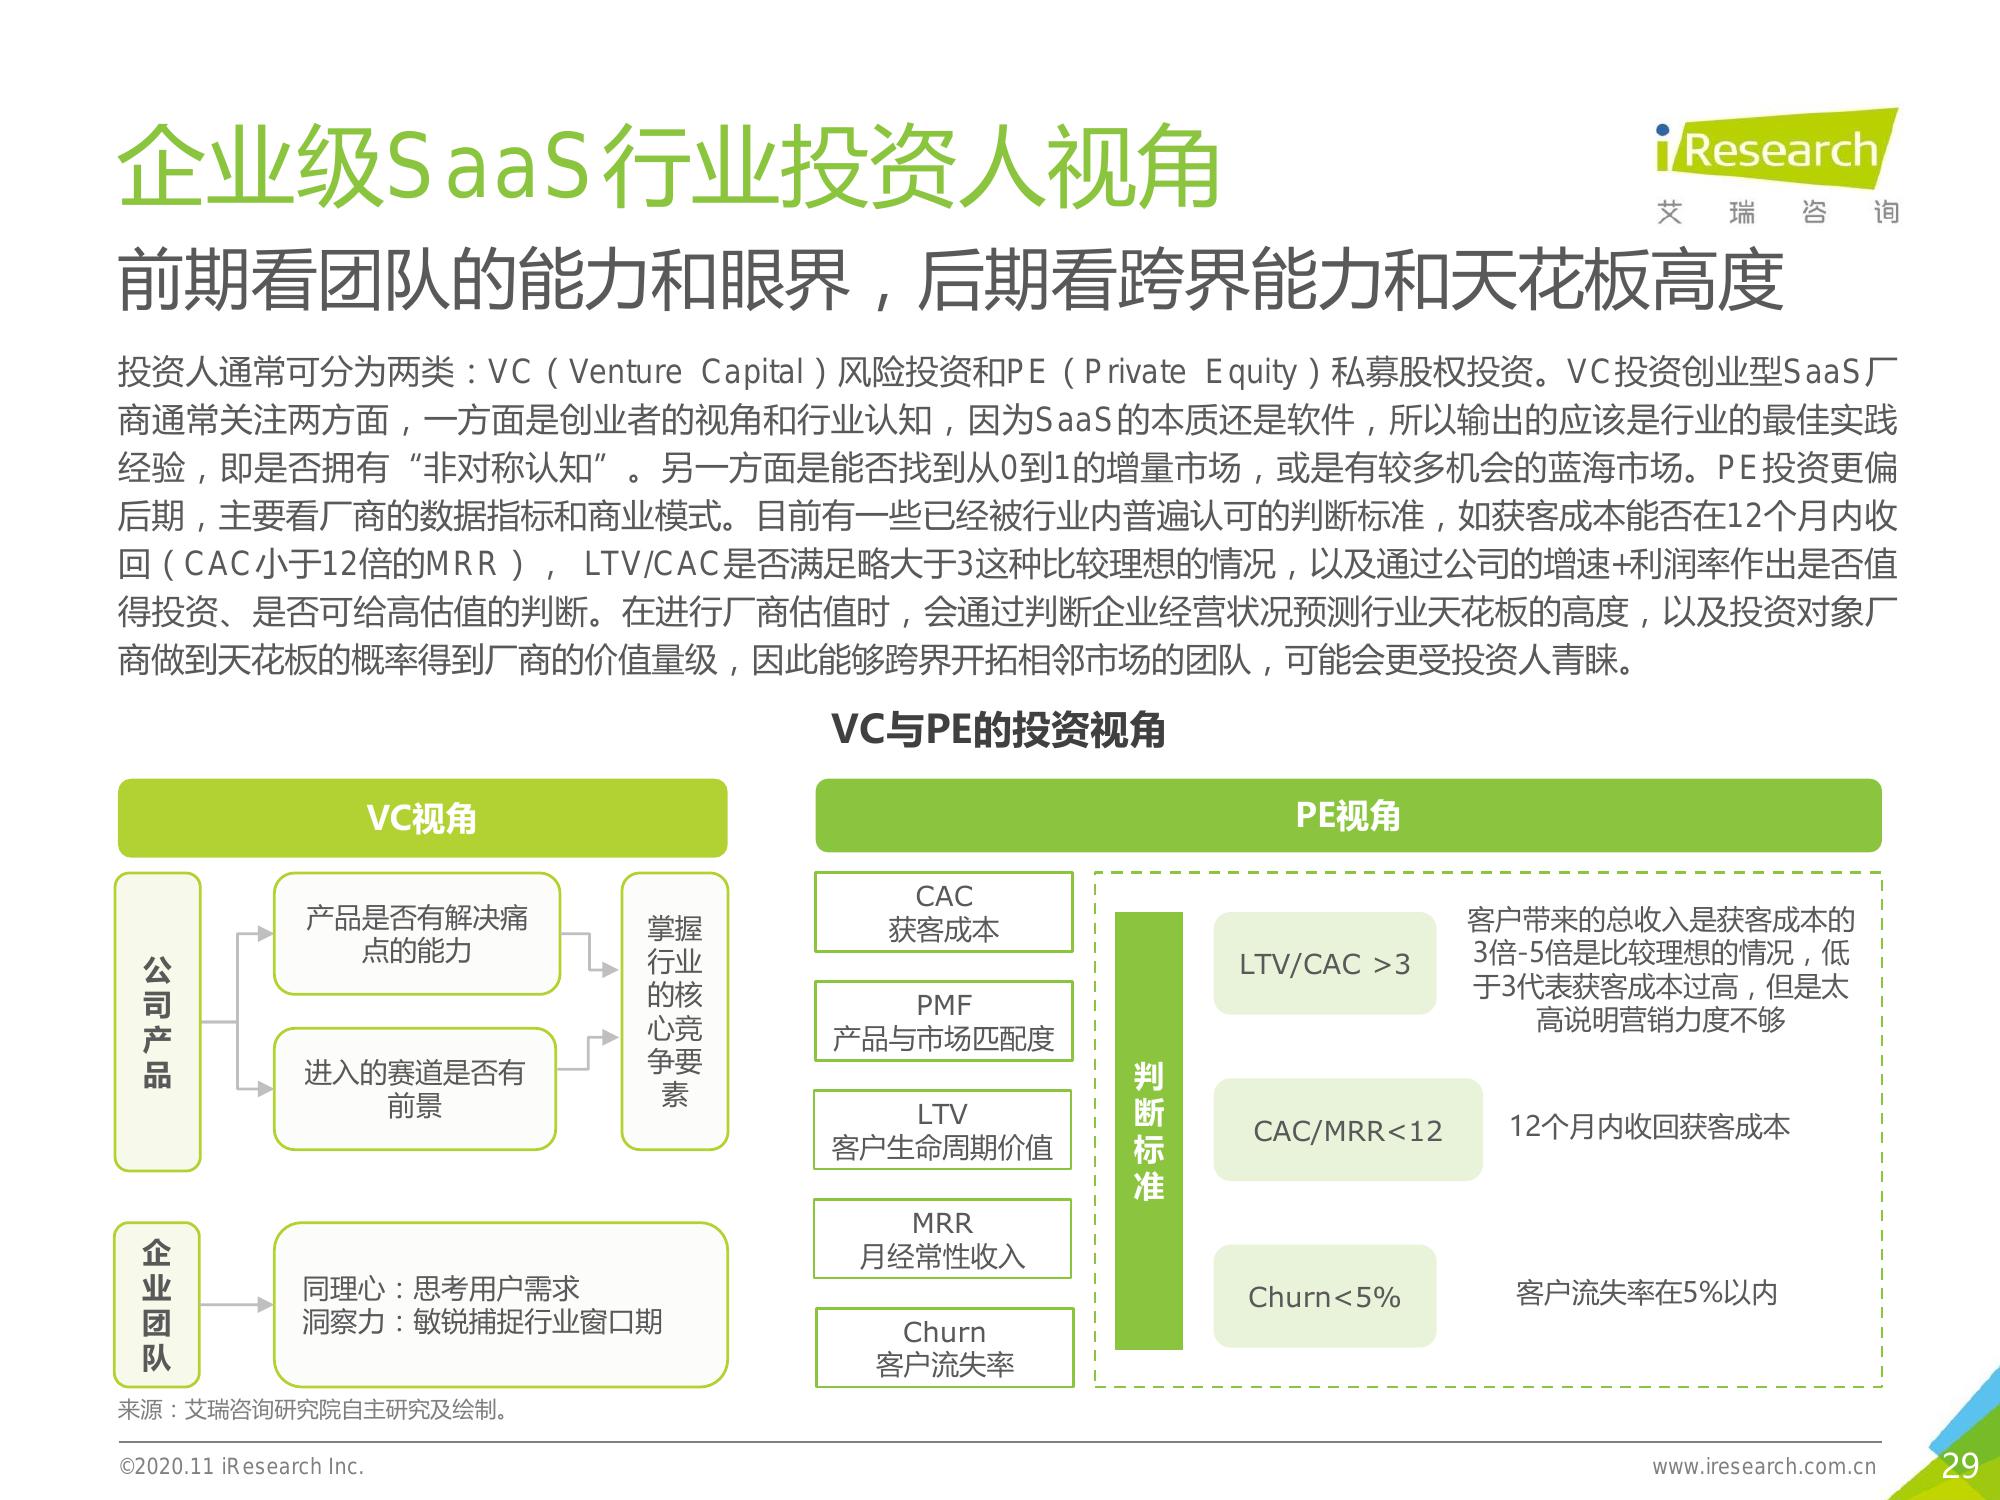 企业级SaaS行业投资人视角
iResearch
艾瑞咨询
前期看团队的能力和眼界，后期看跨界能力和天花板高度
投资人通常可分为两类：VC（Venture Capital）风险投资和PE（Private Equity）私募股权投资。VC投资创业型SaaS厂
商通常关注两方面，一方面是创业者的视角和行业认知，因为SaaS的本质还是软件，所以输出的应该是行业的最佳实践
经验，即是否拥有“非对称认知”。另一方面是能否找到从0到1的增量市场，或是有较多机会的蓝海市场。PE投资更偏
后期，主要看厂商的数据指标和商业模式。目前有一些已经被行业内普遍认可的判断标准，如获客成本能否在12个月内收
回（CAC小于12倍的MRR）， LTV/CAC是否满足略大于3这种比较理想的情况，以及通过公司的增速+利润率作出是否值
得投资、是否可给高估值的判断。在进行厂商估值时，会通过判断企业经营状况预测行业天花板的高度，以及投资对象厂
商做到天花板的概率得到厂商的价值量级，因此能够跨界开拓相邻市场的团队，可能会更受投资人青睐。
VC与PE的投资视角
VC视角
公
司
产
品
产品是否有解决痛
点的能力
进入的赛道是否有
前景
掌握
行业
的核
心竞
争要
素
企
业
团
队
同理心：思考用户需求
洞察力：敏锐捕捉行业窗口期
PE视角
CAC
获客成本
PMF
产品与市场匹配度
LTV
客户生命周期价值
MRR
月经常性收入
Churn
客户流失率
判
断
标
准
LTV/CAC >3
客户带来的总收入是获客成本的
3倍-5倍是比较理想的情况，低
于3代表获客成本过高，但是太
高说明营销力度不够
CAC/MRR<12
12个月内收回获客成本
Churn<5%
客户流失率在5%以内
来源：艾瑞咨询研究院自主研究及绘制。
©2020.11 iResearch Inc.
www.iresearch.com.cn
29